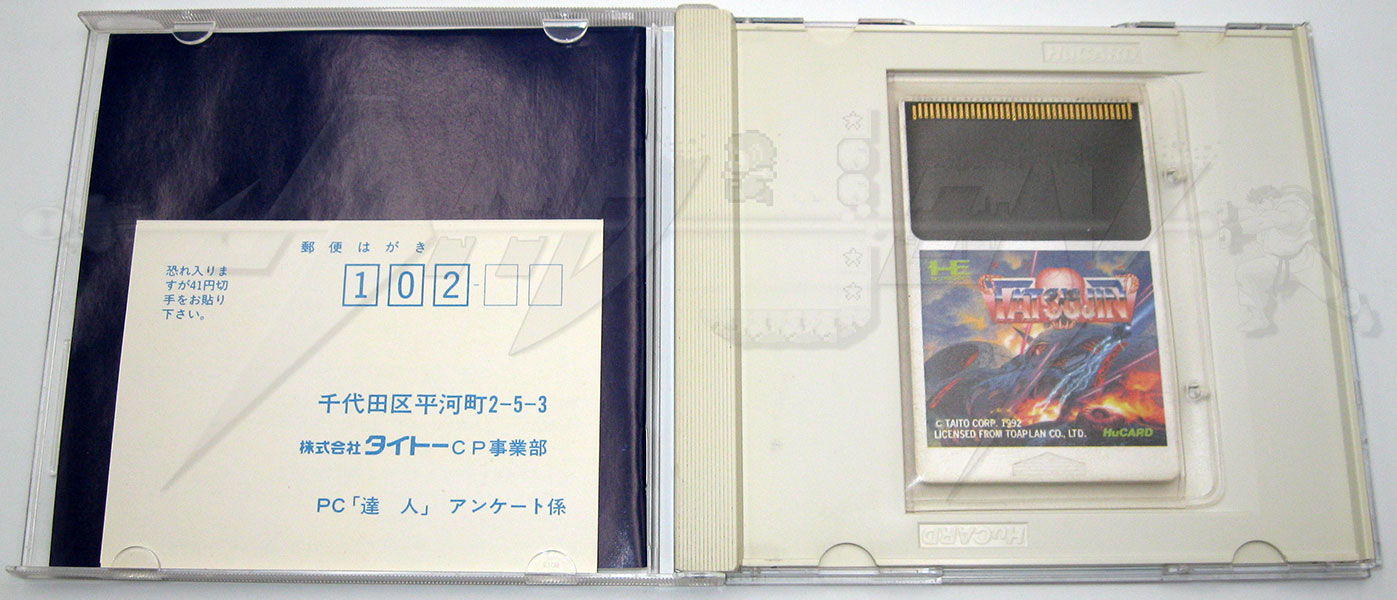 郵便はがき
恐れ入りま
すが41円切
手をお貼り
下さい。
102-
千代田区平河町2-5-3
株式会社タイトーCP事業部
PC「達 人」 アンケート係
HuCARD
HE
TATSUJIN
© TAITO CORP. 1992
LICENSED FROM TOAPLAN CO., LTD.
HuCARD
HuCARD